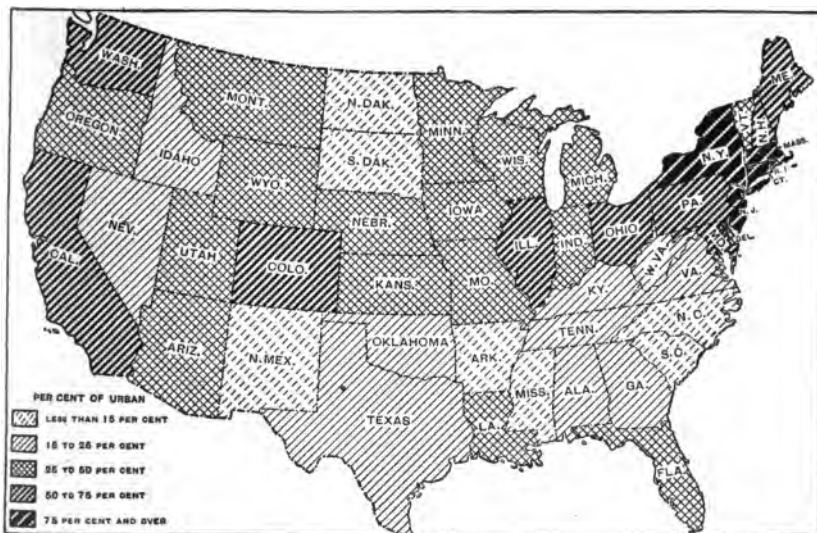 WASH.
MONT.
N.DAK.
MINN.
ME.
OREGON
IDAHO
S.DAK.
WIS.
MICH.
N.Y.
VT.
N.H.
MASS.
R.I.
CT.
WYO.
NEBR.
IOWA
PA.
N.J.
NEV.
UTAH
COLO.
ILL.
IND.
OHIO
DEL.
CAL.
KANS.
MO.
W.VA.
VA.
KY.
ARIZ.
N.MEX.
OKLAHOMA
ARK.
TENN.
N.C.
S.C.
TEXAS
LA.
MISS.
ALA.
GA.
FLA.
PER CENT OF URBAN
LESS THAN 15 PER CENT
15 TO 25 PER CENT
25 TO 50 PER CENT
50 TO 75 PER CENT
75 PER CENT AND OVER